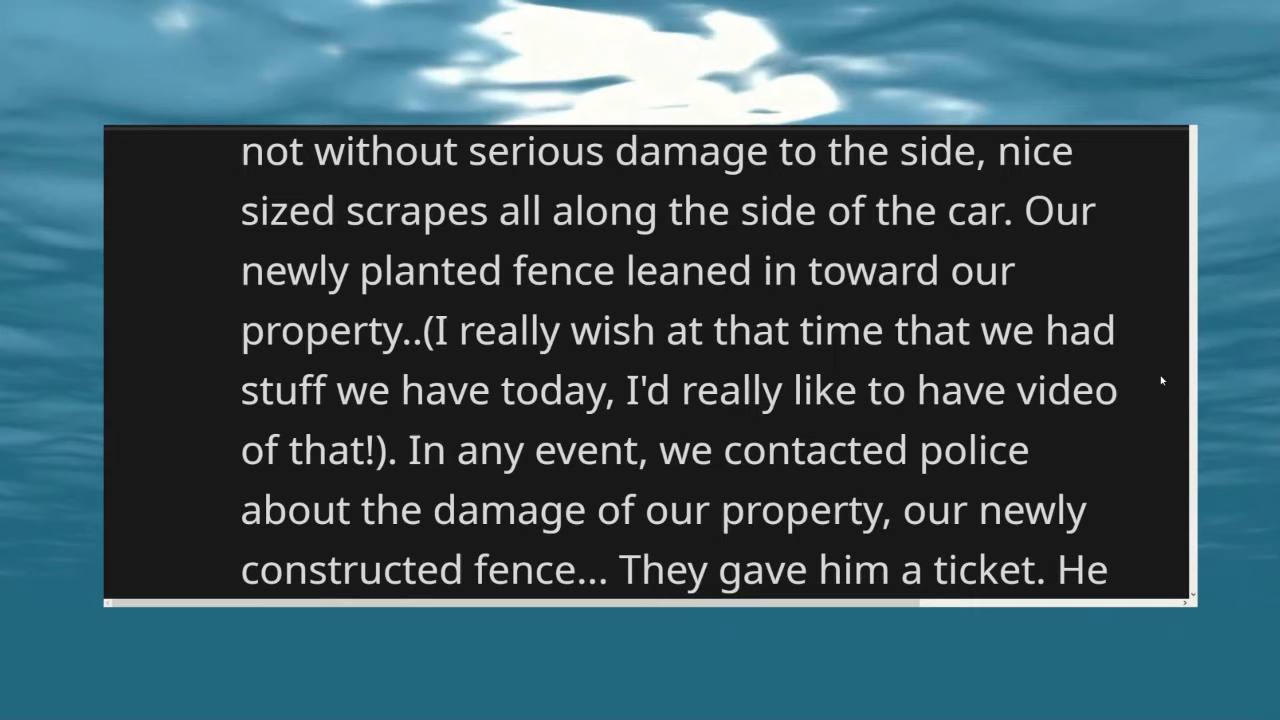 not without serious damage to the side, nice
sized scrapes all along the side of the car. Our
newly planted fence leaned in toward our
property..(I really wish at that time that we had
stuff we have today, I'd really like to have video
of that!). In any event, we contacted police
about the damage of our property, our newly
constructed fence... They gave him a ticket. He